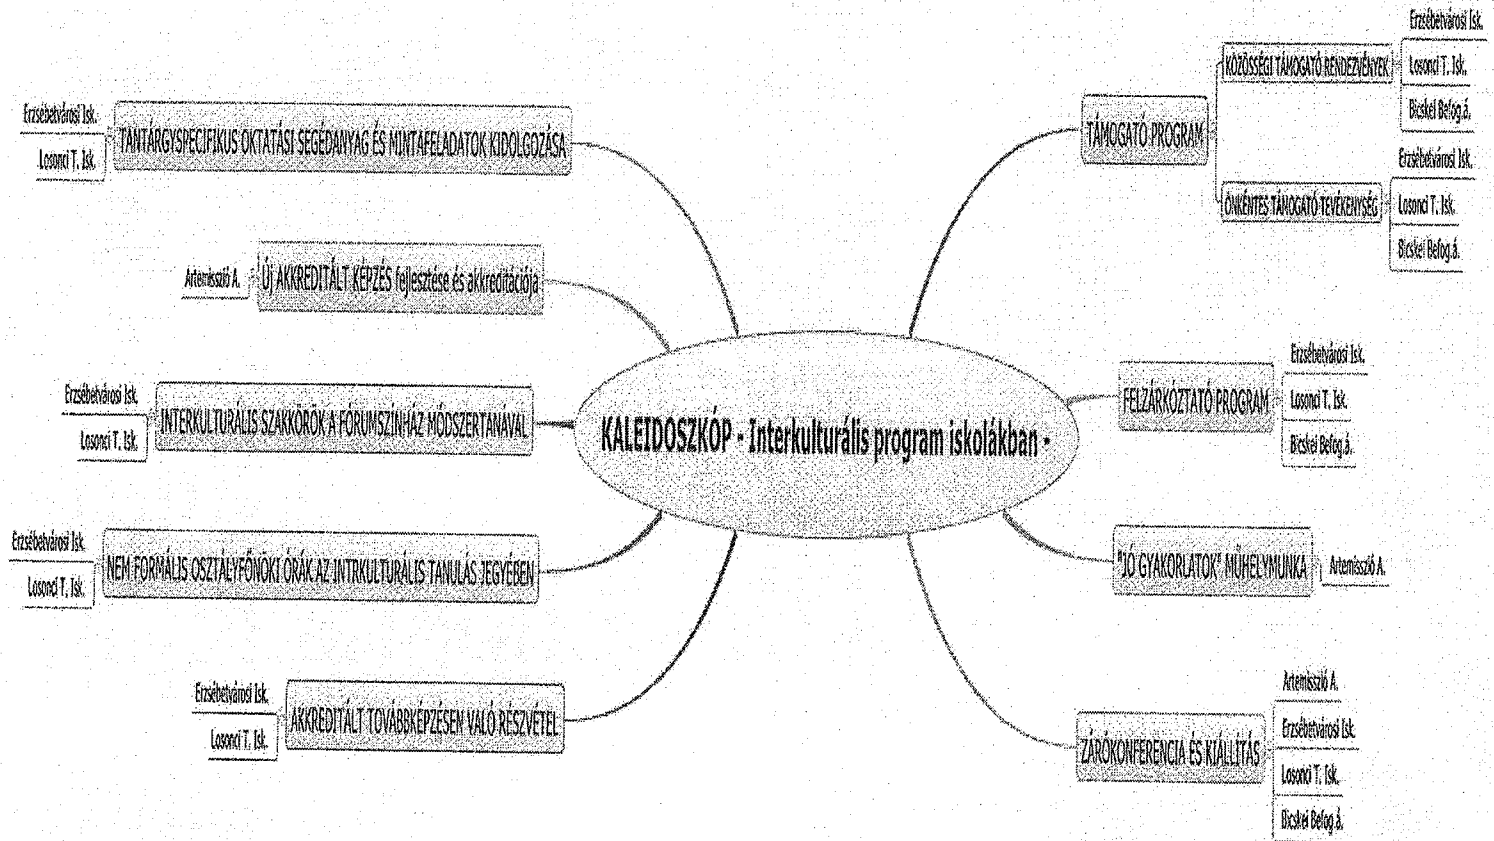 KALEIDOSZKÓP - Interkulturális program iskolákban -
TANTÁRGYSPECIFIKUS OKTATÁSI SEGÉDANYAG ÉS MINTAFELADATOK KIDOLGOZÁSA
Erzsébetvárosi Isk.
Losonci T. Isk.
ÚJ AKKREDITÁLT KÉPZÉS fejlesztése és akkreditációja
Artemisszió A.
INTERKULTURÁLIS SZAKKÖRÖK A FÓRUMSZÍNHÁZ MÓDSZERTANÁVAL
Erzsébetvárosi Isk.
Losonci T. Isk.
NEM FORMÁLIS OSZTÁLYFŐNÖKI ÓRÁK AZ INTRKULTURÁLIS TANULÁS JEGYÉBEN
Erzsébetvárosi Isk.
Losonci T. Isk.
AKKREDITÁLT TOVÁBBKÉPZÉSEN VALÓ RÉSZVÉTEL
Erzsébetvárosi Isk.
Losonci T. Isk.
TÁMOGATÓ PROGRAM
KÖZÖSSÉGI TÁMOGATÓ RENDEZVÉNYEK
Erzsébetvárosi Isk.
Losonci T. Isk.
Bicskei Befog.á.
ÖNKÉNTES TÁMOGATÓ TEVÉKENYSÉG
Erzsébetvárosi Isk.
Losonci T. Isk.
Bicskei Befog.á.
FELZÁRKÓZTATÓ PROGRAM
Erzsébetvárosi Isk.
Losonci T. Isk.
Bicskei Befog.á.
"JÓ GYAKORLATOK" MŰHELYMUNKA
Artemisszió A.
ZÁRÓKONFERENCIA ÉS KIÁLLÍTÁS
Artemisszió A.
Erzsébetvárosi Isk.
Losonci T. Isk.
Bicskei Befog.á.